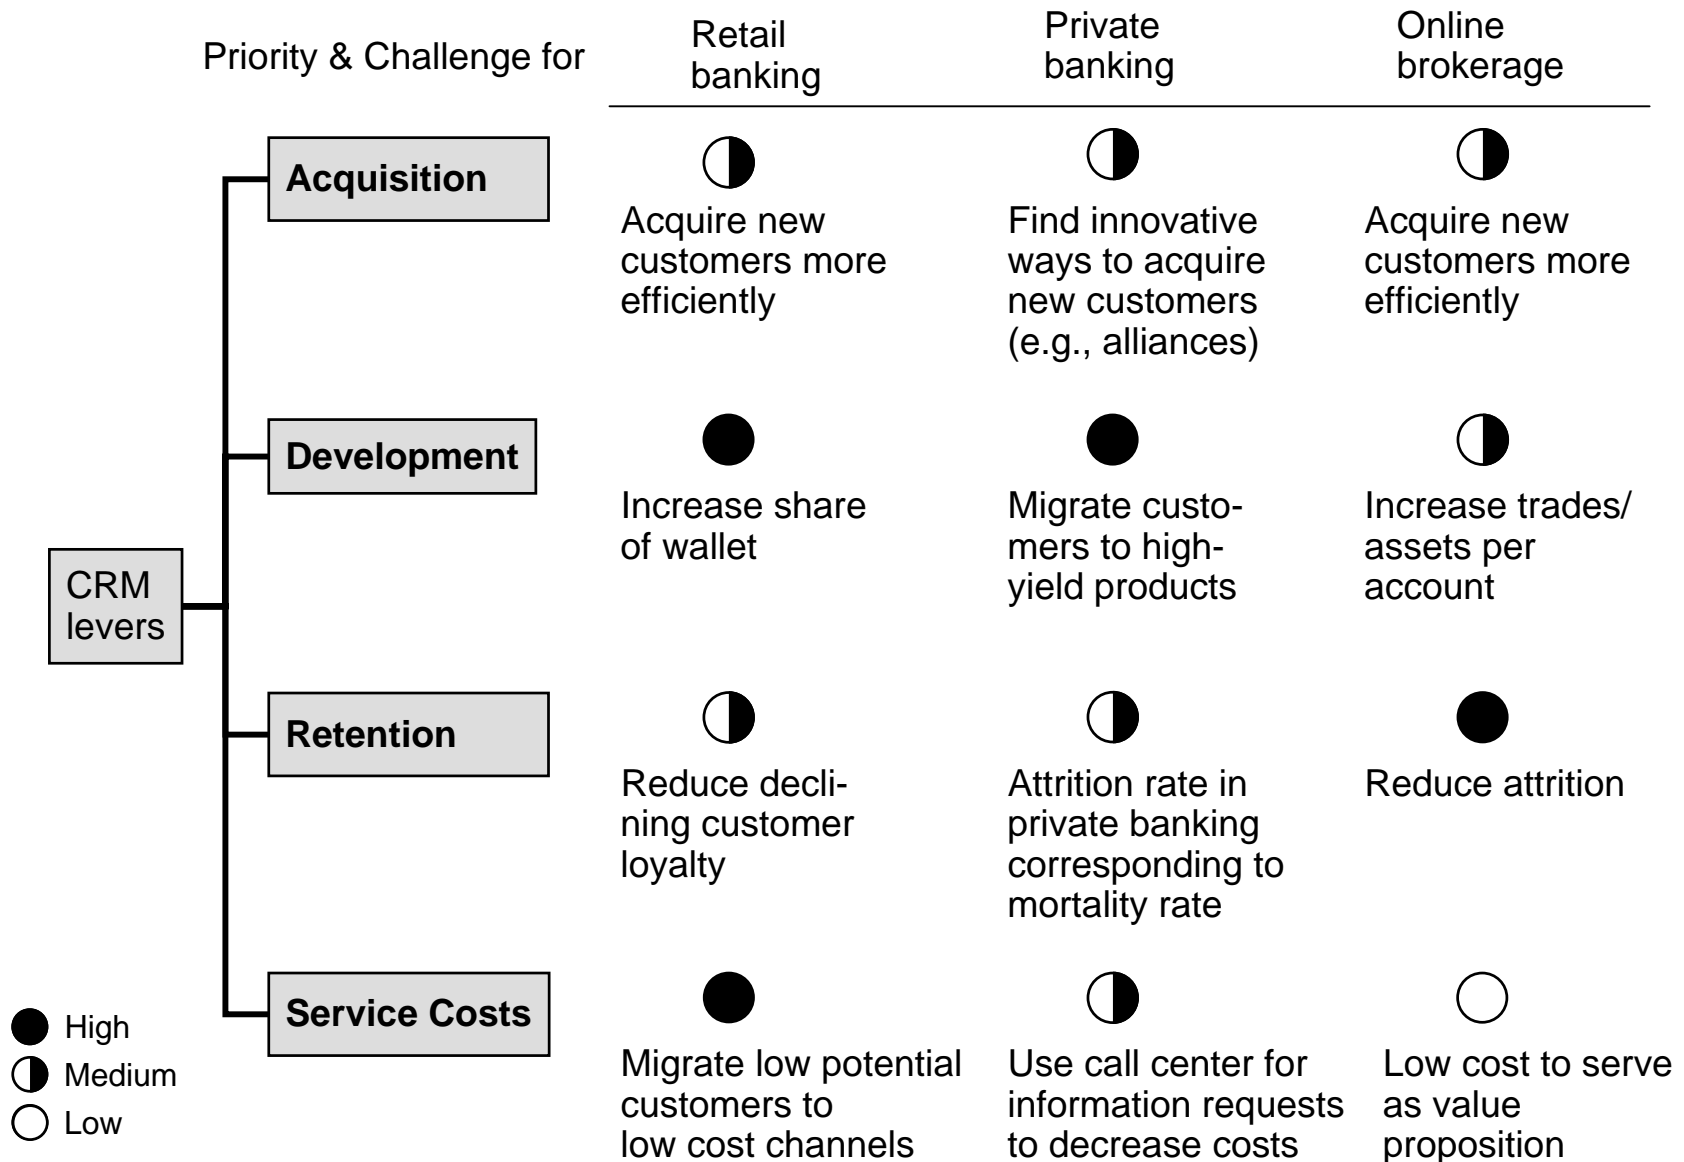 Priority & Challenge for
Retail
banking
Private
banking
Online
brokerage
Acquisition
Acquire new
customers more
efficiently
Find innovative
ways to acquire
new customers
(e.g., alliances)
Acquire new
customers more
efficiently
Development
Increase share
of wallet
Migrate custo-
mers to high-
yield products
Increase trades/
assets per
account
CRM
levers
Retention
Reduce decli-
ning customer
loyalty
Attrition rate in
private banking
corresponding to
mortality rate
Reduce attrition
Service Costs
Migrate low potential
customers to
low cost channels
Use call center for
information requests
to decrease costs
Low cost to serve
as value
proposition
High
Medium
Low